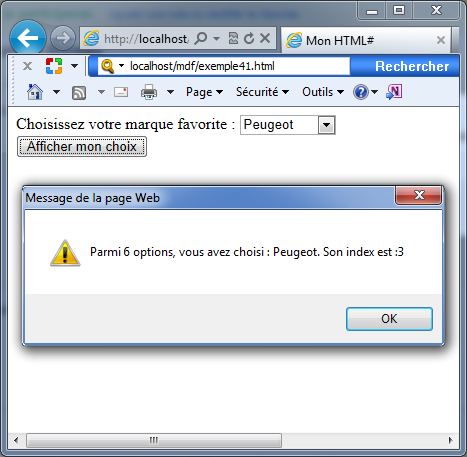 http://localhost/
Mon HTML#
localhost/mdf/exemple41.html
Rechercher
Page
Sécurité
Outils
Choisissez votre marque favorite : Peugeot
Afficher mon choix
Message de la page Web
Parmi 6 options, vous avez choisi : Peugeot. Son index est :3
OK